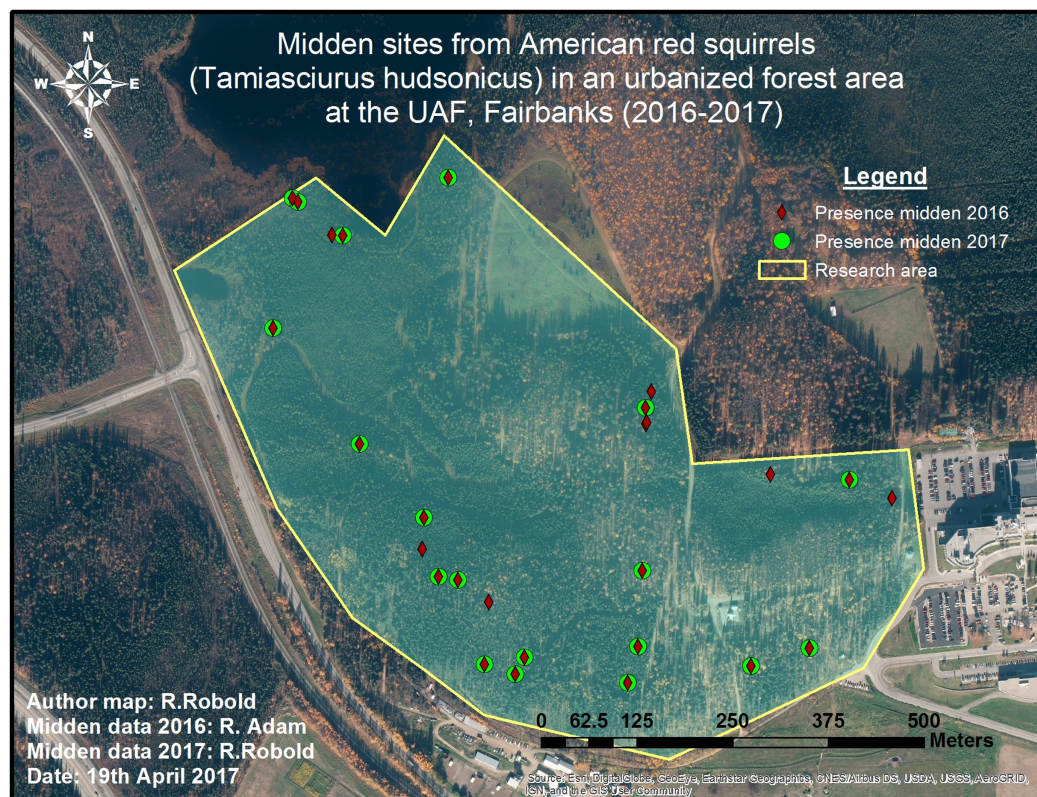 Midden sites from American red squirrels
(Tamiasciurus hudsonicus) in an urbanized forest area
at the UAF, Fairbanks (2016-2017)
N
W E
S
Legend
Presence midden 2016
Presence midden 2017
Research area
Author map: R.Robold
Midden data 2016: R. Adam
Midden data 2017: R.Robold
Date: 19th April 2017
0 62.5 125 250 375 500
Meters
Source: Esri, DigitalGlobe, GeoEye, Earthstar Geographics, CNES/Airbus DS, USDA, USGS, AeroGRID,
IGN, and the GIS User Community